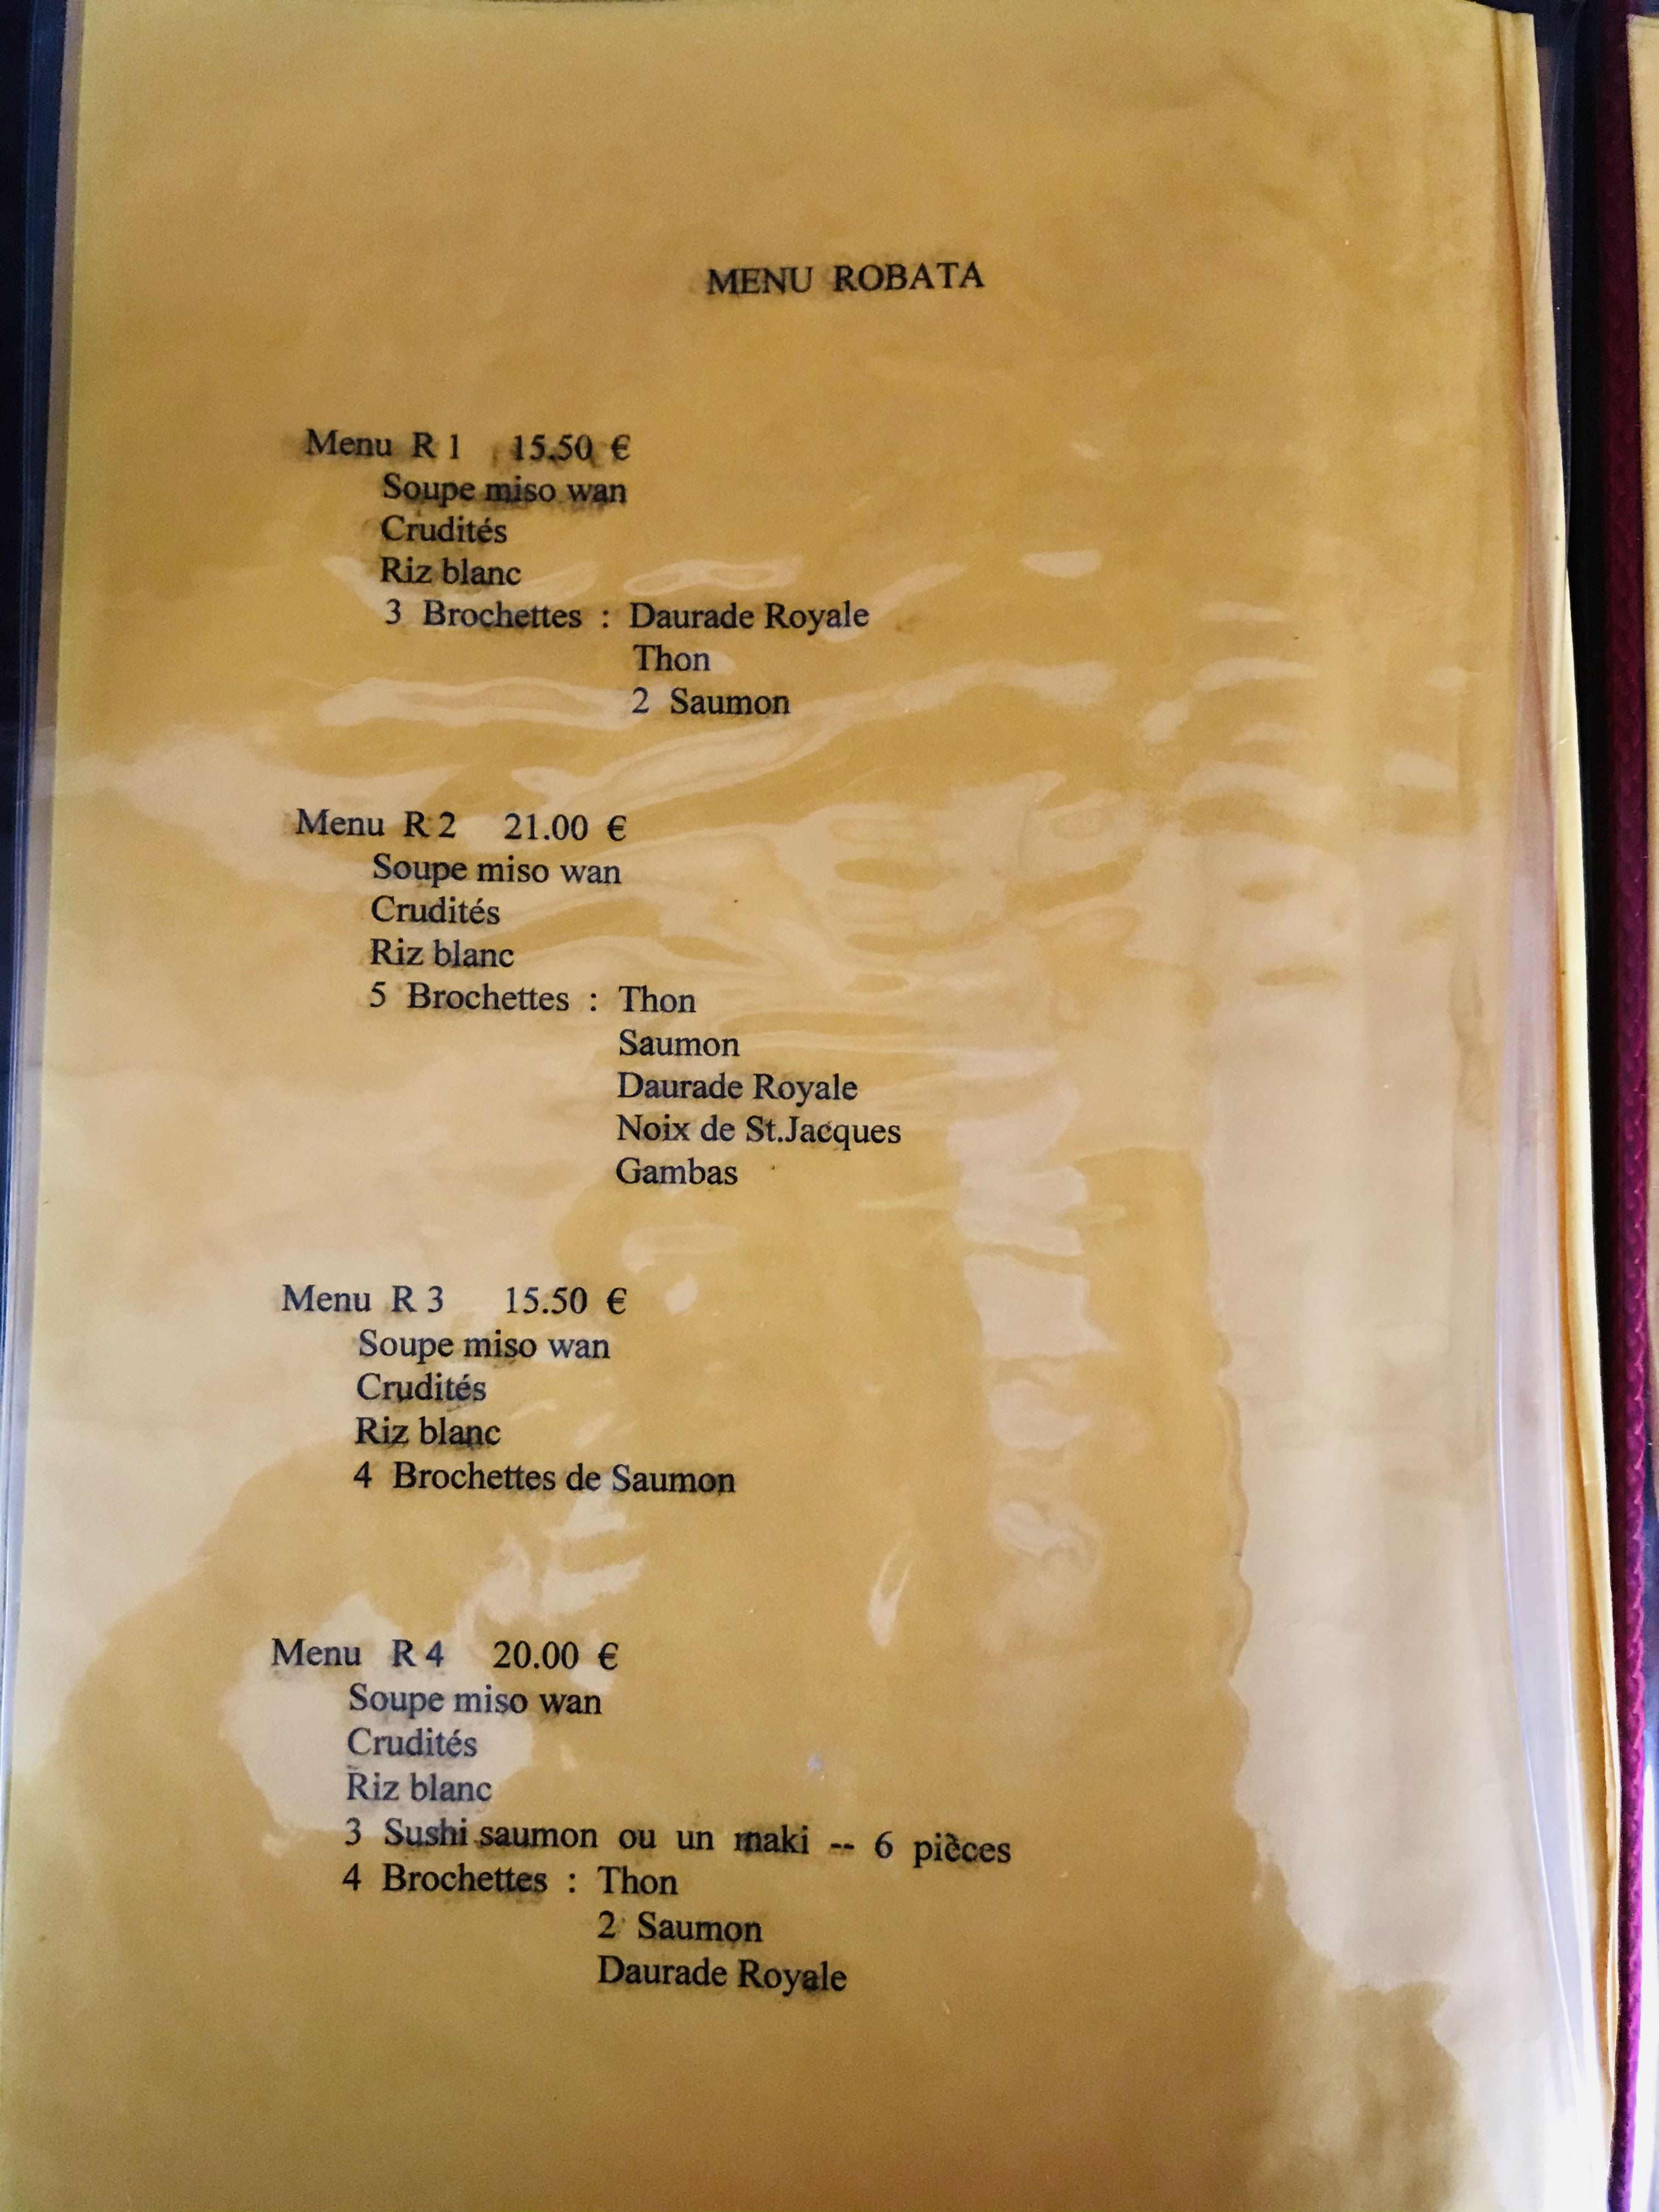 MENU ROBATA
Menu R 1 15.50 €
Soupe miso wan
Crudités
Riz blanc
3 Brochettes : Daurade Royale
Thon
2 Saumon
Menu R 2 21.00 €
Soupe miso wan
Crudités
Riz blanc
5 Brochettes : Thon
Saumon
Daurade Royale
Noix de St.Jacques
Gambas
Menu R 3 15.50 €
Soupe miso wan
Crudités
Riz blanc
4 Brochettes de Saumon
Menu R 4 20.00 €
Soupe miso wan
Crudités
Riz blanc
3 Sushi saumon ou un maki -- 6 pièces
4 Brochettes : Thon
2 Saumon
Daurade Royale